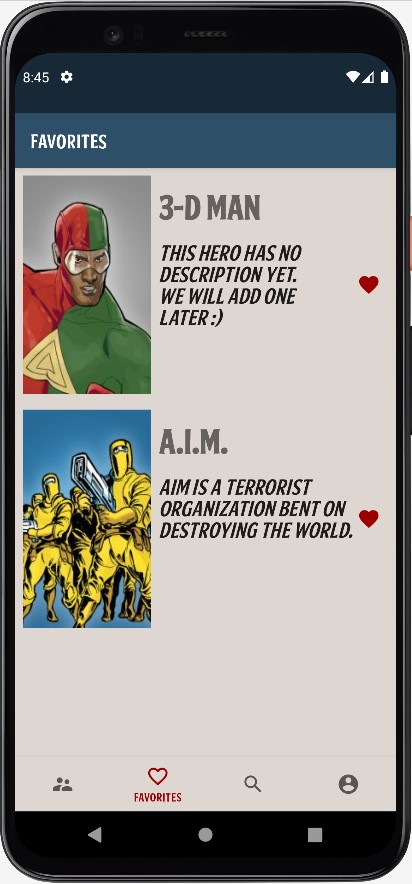 8:45
FAVORITES
3-D MAN
THIS HERO HAS NO
DESCRIPTION YET.
WE WILL ADD ONE
LATER :)
A.I.M.
AIM IS A TERRORIST
ORGANIZATION BENT ON
DESTROYING THE WORLD.
FAVORITES